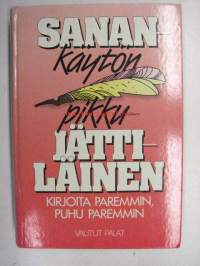 SANAN-
käytön
pikku-
JÄTTI-
LÄINEN
KIRJOITA PAREMMIN,
PUHU PAREMMIN
VALITUT PALAT